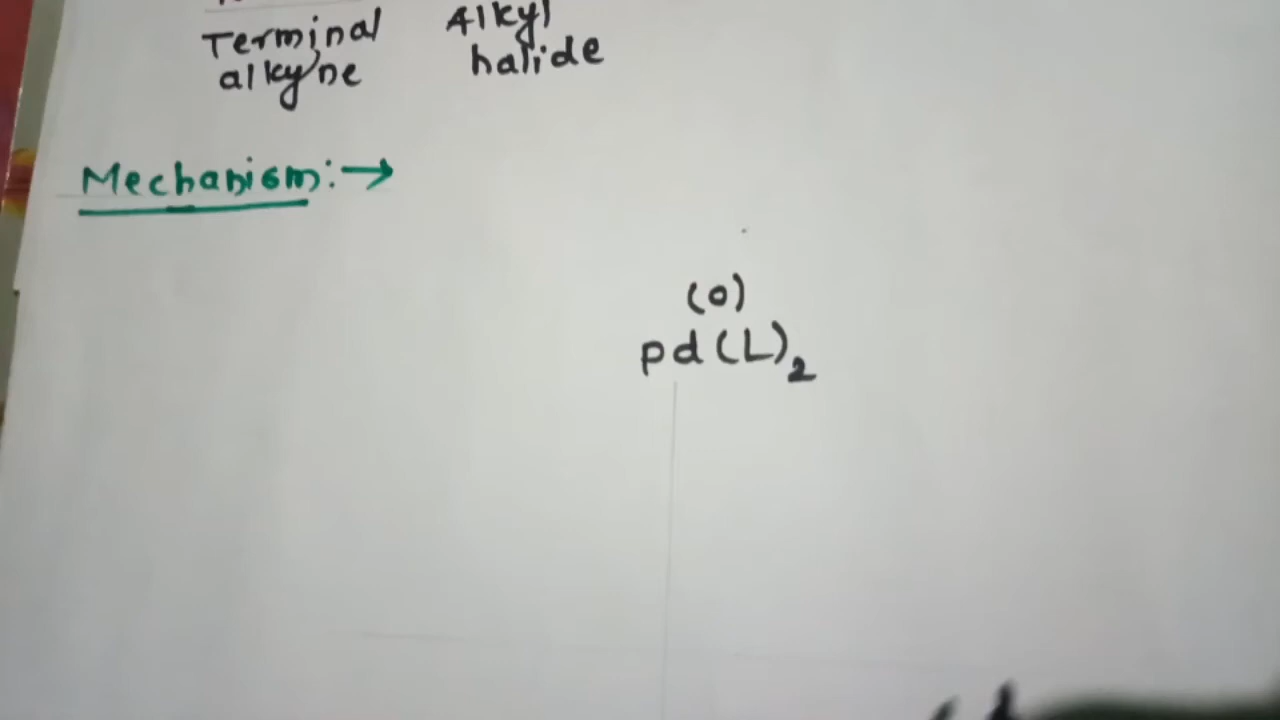 Terminal Alkyl
alkyne halide
Mechanism:→
(0)
pd(L)₂